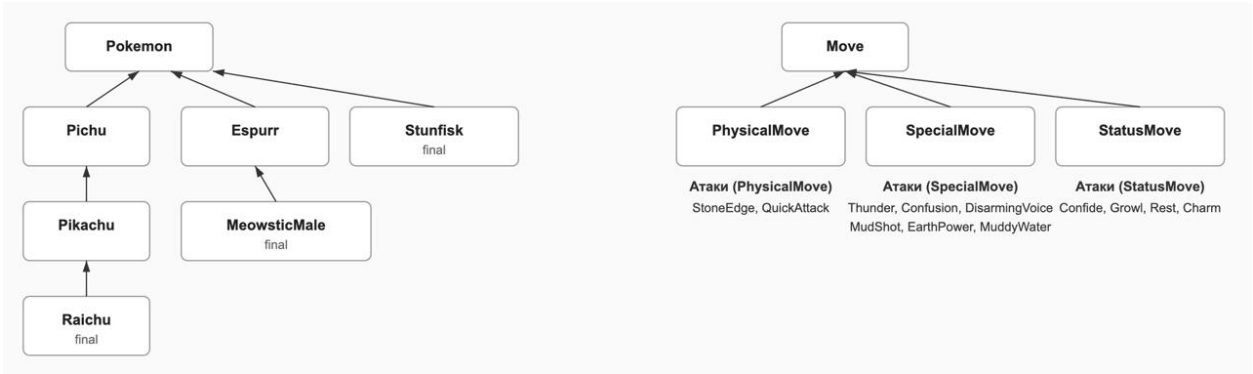 Pokemon
Move
Pichu
Espurr
Stunfisk
final
PhysicalMove
SpecialMove
StatusMove
Атаки (PhysicalMove)
StoneEdge, QuickAttack
Атаки (SpecialMove)
Thunder, Confusion, DisarmingVoice
MudShot, EarthPower, MuddyWater
Атаки (StatusMove)
Confide, Growl, Rest, Charm
Pikachu
MeowsticMale
final
Raichu
final